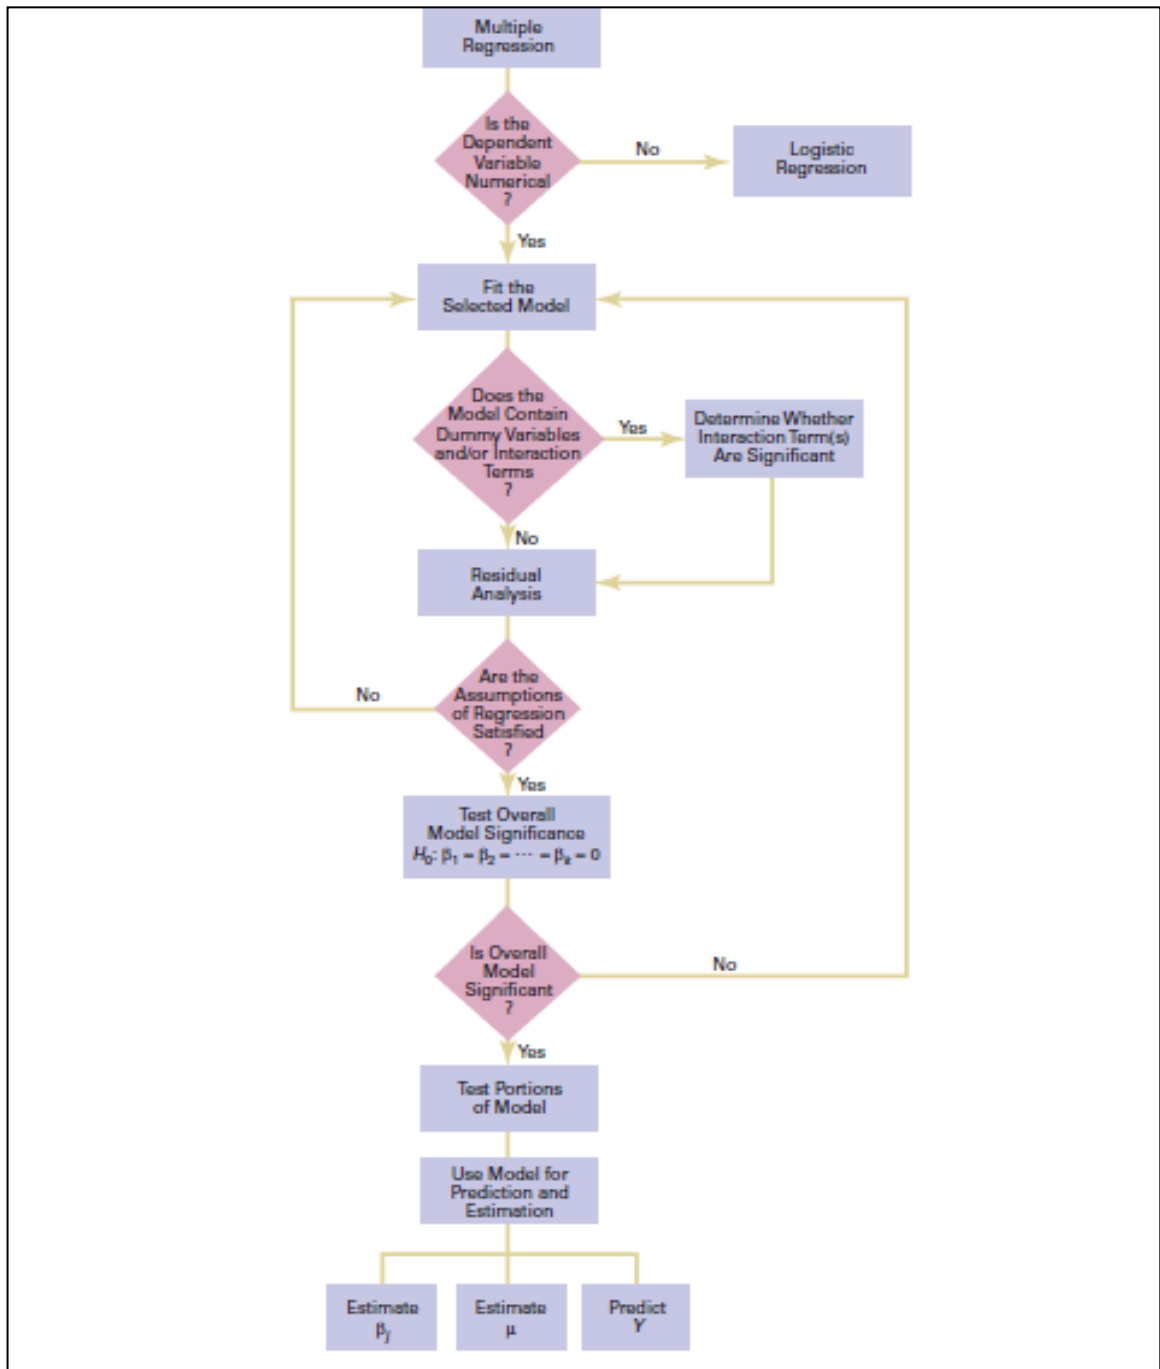 Multiple
Regression
Is the
Dependent
Variable
Numerical
?
No
Logistic
Regression
Yes
Fit the
Selected Model
Does the
Model Contain
Dummy Variables
and/or Interaction
Terms
?
Yes
Determine Whether
Interaction Term(s)
Are Significant
No
Residual
Analysis
Are the
Assumptions
of Regression
Satisfied
?
No
Yes
Test Overall
Model Significance
H₀: β₁ = β₂ = ⋯ = βₖ = 0
Is Overall
Model
Significant
?
No
Yes
Test Portions
of Model
Use Model for
Prediction and
Estimation
Estimate
βⱼ
Estimate
μ
Predict
Y